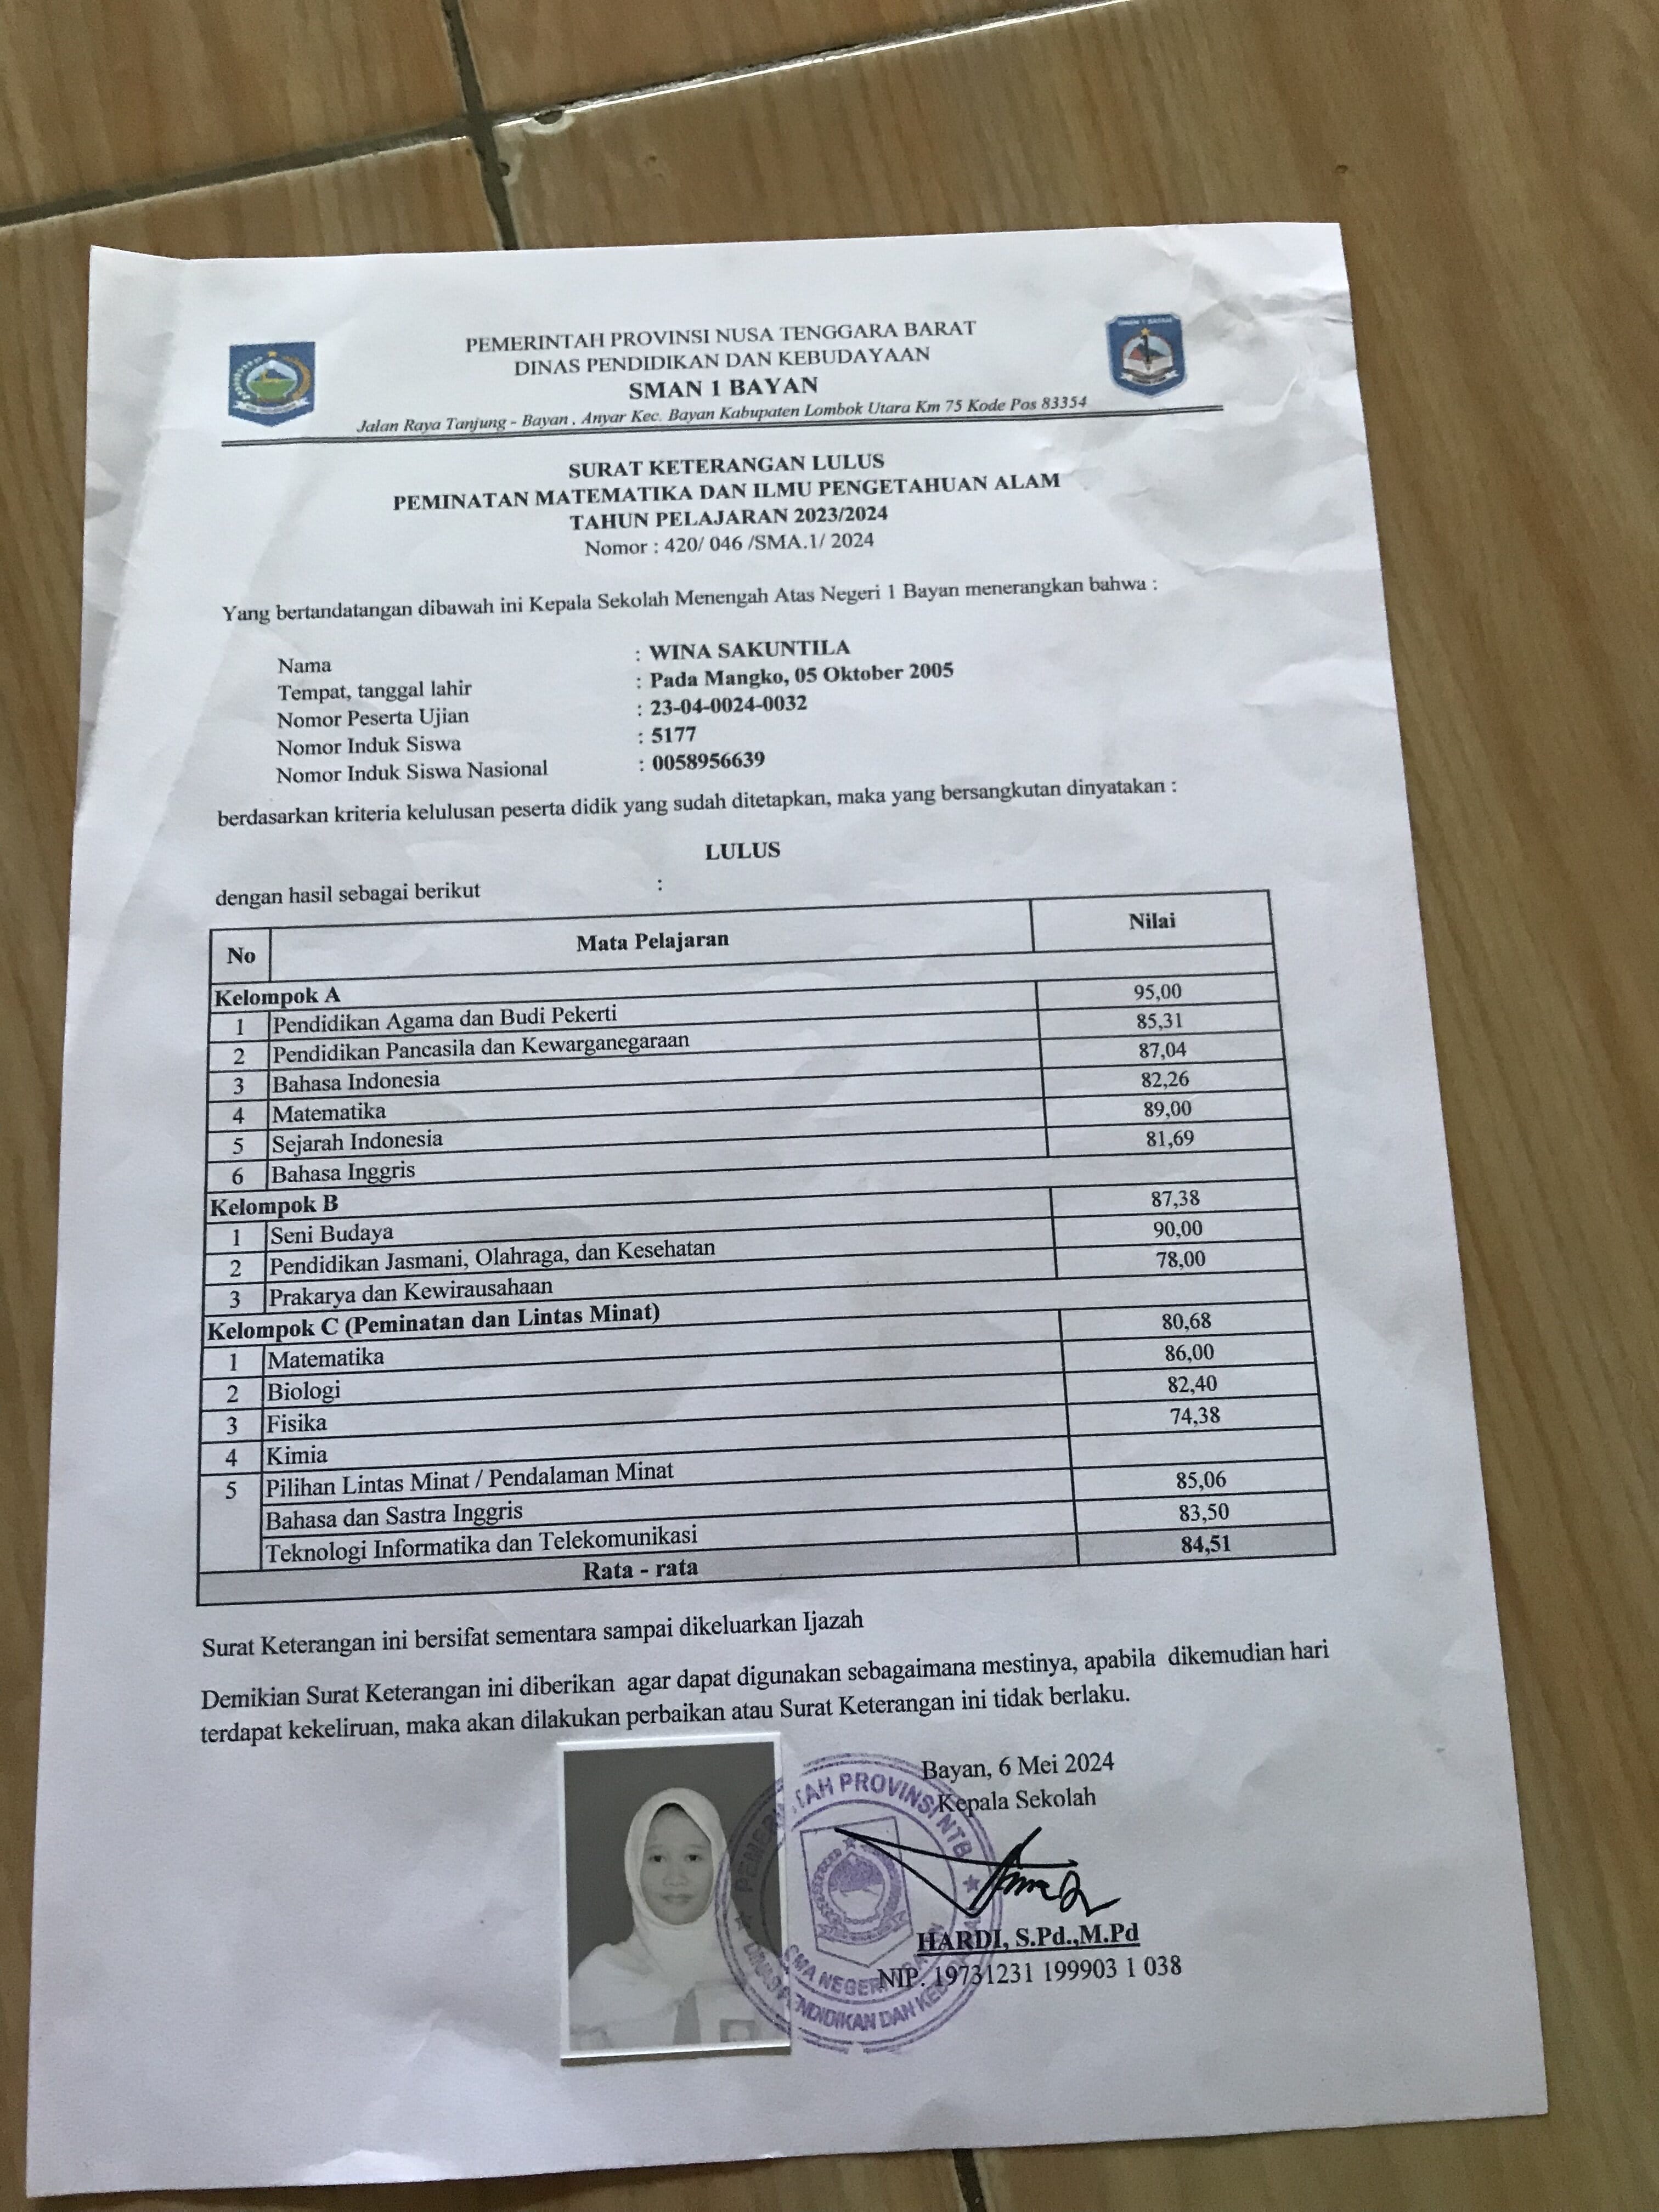 PEMERINTAH PROVINSI NUSA TENGGARA BARAT
DINAS PENDIDIKAN DAN KEBUDAYAAN
SMAN 1 BAYAN
Jalan Raya Tanjung - Bayan . Anyar Kec. Bayan Kabupaten Lombok Utara Km 75 Kode Pos 83354
SURAT KETERANGAN LULUS
PEMINATAN MATEMATIKA DAN ILMU PENGETAHUAN ALAM
TAHUN PELAJARAN 2023/2024
Nomor : 420/ 046 /SMA.1/ 2024
Yang bertandatangan dibawah ini Kepala Sekolah Menengah Atas Negeri 1 Bayan menerangkan bahwa :
Nama : WINA SAKUNTILA
Tempat, tanggal lahir : Pada Mangko, 05 Oktober 2005
Nomor Peserta Ujian : 23-04-0024-0032
Nomor Induk Siswa : 5177
Nomor Induk Siswa Nasional : 0058956639
berdasarkan kriteria kelulusan peserta didik yang sudah ditetapkan, maka yang bersangkutan dinyatakan :
LULUS
dengan hasil sebagai berikut :
No Mata Pelajaran Nilai
Kelompok A
1 Pendidikan Agama dan Budi Pekerti 95,00
2 Pendidikan Pancasila dan Kewarganegaraan 85,31
3 Bahasa Indonesia 87,04
4 Matematika 82,26
5 Sejarah Indonesia 89,00
6 Bahasa Inggris 81,69
Kelompok B
1 Seni Budaya 87,38
2 Pendidikan Jasmani, Olahraga, dan Kesehatan 90,00
3 Prakarya dan Kewirausahaan 78,00
Kelompok C (Peminatan dan Lintas Minat)
1 Matematika 80,68
2 Biologi 86,00
3 Fisika 82,40
4 Kimia 74,38
5 Pilihan Lintas Minat / Pendalaman Minat
Bahasa dan Sastra Inggris 85,06
Teknologi Informatika dan Telekomunikasi 83,50
Rata - rata 84,51
Surat Keterangan ini bersifat sementara sampai dikeluarkan Ijazah
Demikian Surat Keterangan ini diberikan agar dapat digunakan sebagaimana mestinya, apabila dikemudian hari
terdapat kekeliruan, maka akan dilakukan perbaikan atau Surat Keterangan ini tidak berlaku.
Bayan, 6 Mei 2024
Kepala Sekolah
PROVINSI NTB
HARDI, S.Pd.,M.Pd
NIP. 19731231 199903 1 038